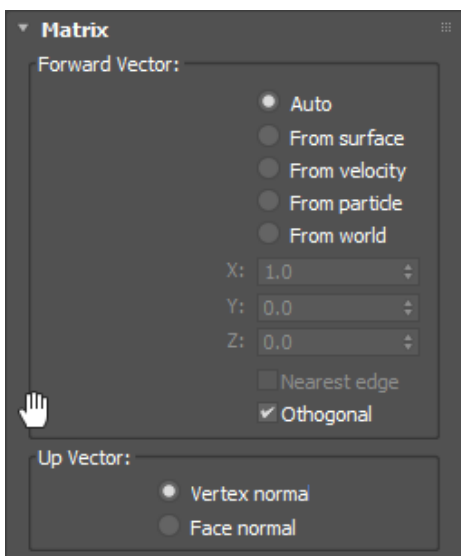 Matrix
Forward Vector:
Auto
From surface
From velocity
From particle
From world
X: 1.0
Y: 0.0
Z: 0.0
Nearest edge
Othogonal
Up Vector:
Vertex normal
Face normal